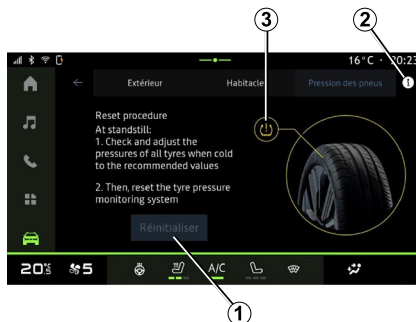 3
2
16°C · 20:23
Extérieur
Habitacle
Pression des pneus
Reset procedure
At standstill:
1. Check and adjust the
pressures of all tyres when cold
to the recommended values
2. Then, reset the tyre pressure
monitoring system
Réinitialiser
20°5 5 A/C
1